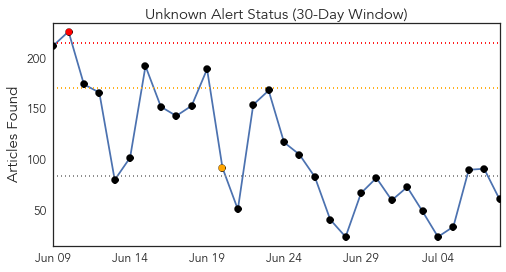 Unknown Alert Status (30-Day Window)
Articles Found
200
150
100
50
Jun 09 Jun 14 Jun 19 Jun 24 Jun 29 Jul 04